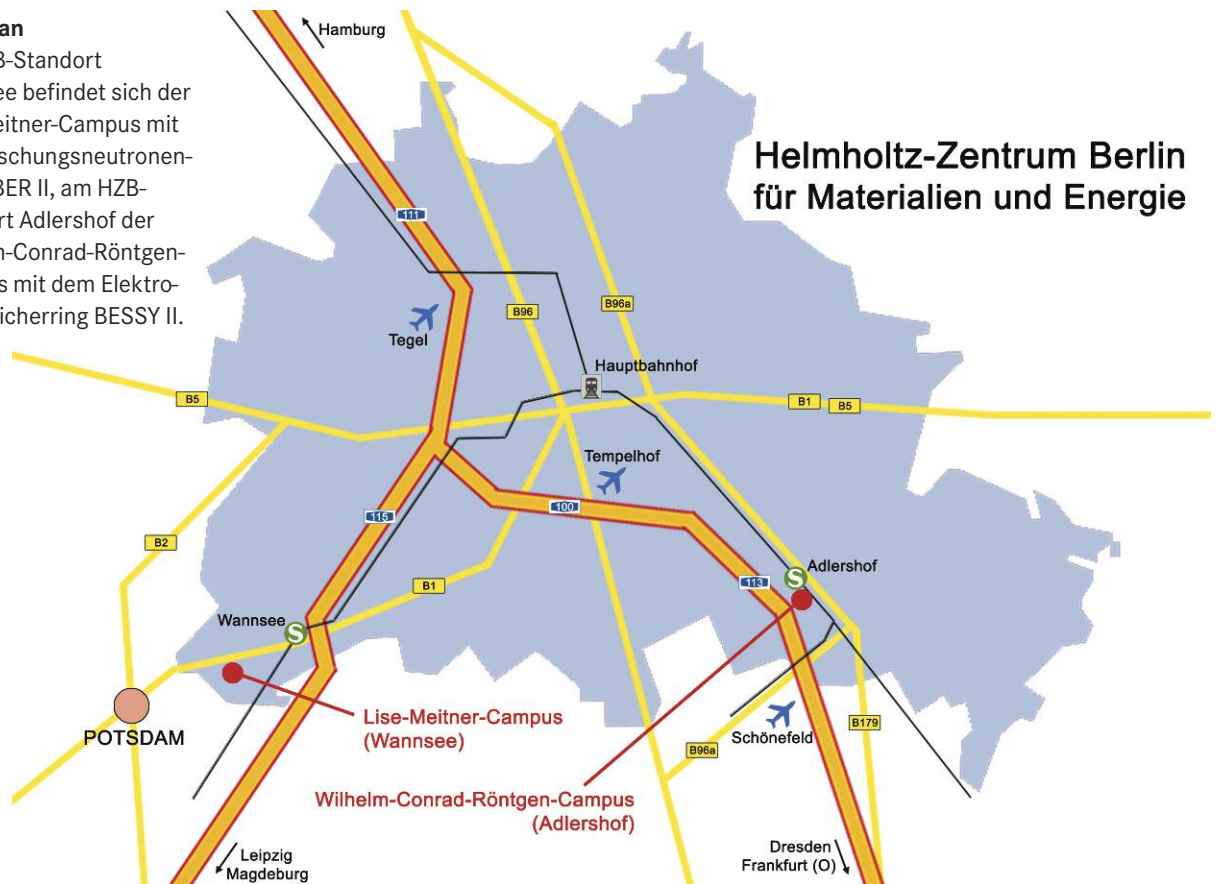 an
3-Standort
ee befindet sich der
eitner-Campus mit
schungsneutronen-
BER II, am HZB-
rt Adlershof der
n-Conrad-Röntgen-
s mit dem Elektro-
icherring BESSY II.
Hamburg
Helmholtz-Zentrum Berlin
für Materialien und Energie
111
B96
B96a
Tegel
Hauptbahnhof
B5
B1
B5
Tempelhof
115
100
B2
B1
113
Adlershof
S
Wannsee
S
Lise-Meitner-Campus
(Wannsee)
POTSDAM
B179
Schönefeld
B96a
Wilhelm-Conrad-Röntgen-Campus
(Adlershof)
Leipzig
Magdeburg
Dresden
Frankfurt (O)